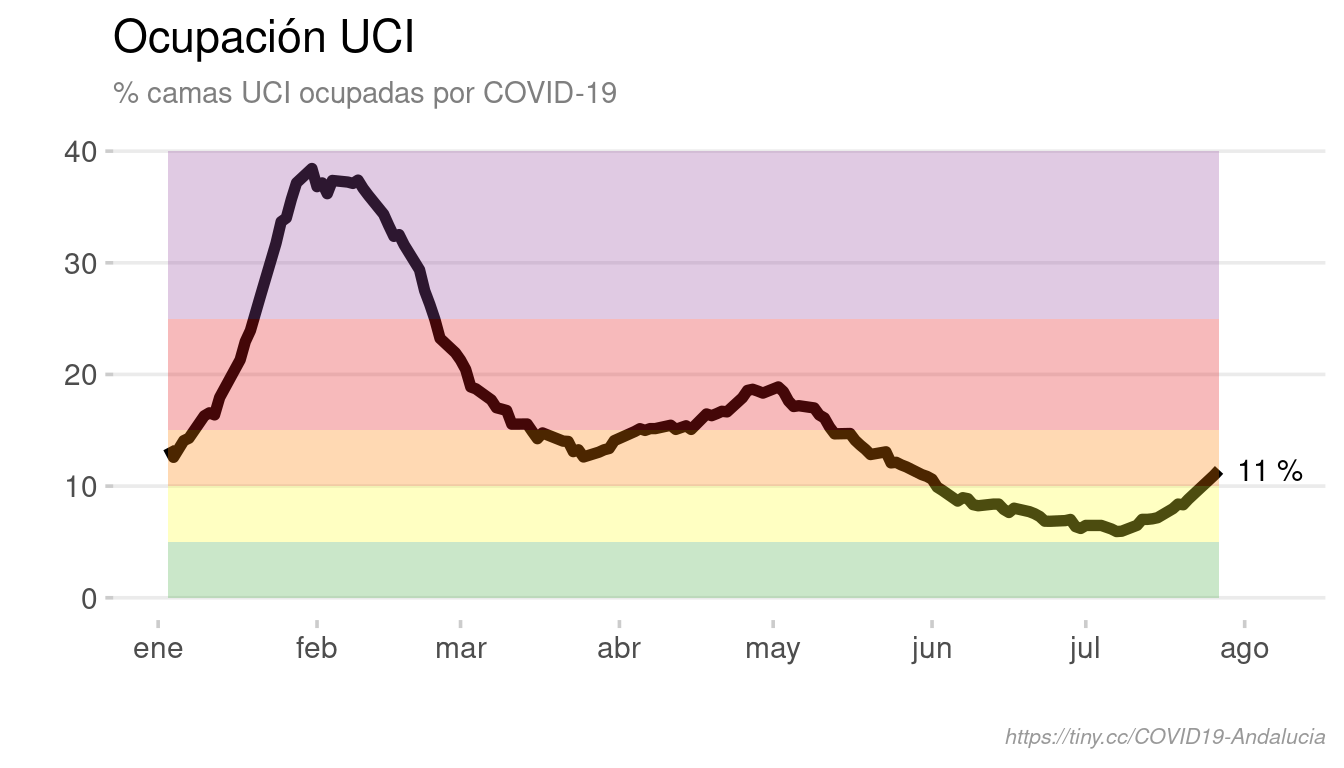 Ocupación UCI
% camas UCI ocupadas por COVID-19
40
30
20
10
0
11 %
ene feb mar abr may jun jul ago
https://tiny.cc/COVID19-Andalucia